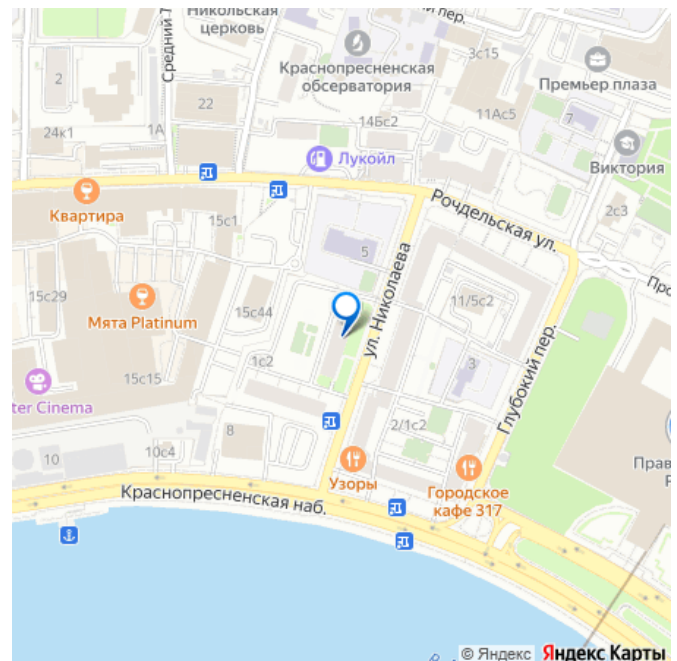 Никольская
церковь
пер.
3с15
Краснопресненская
обсерватория
Премьер плаза
2
Средний
22
14Бс2
11Ас5
7
24к1
1А
Лукойл
Виктория
Квартира
15с1
Рочдельская ул.
2с3
5
ул. Николаева
15с29
Мята Platinum
15с44
11/5с2
1с2
3
Глубокий пер.
15с15
ter Cinema
2/1с2
8
10с4
10
Узоры
Городское
кафе 317
Прав
Краснопресненская наб.
© Яндекс Яндекс Карты